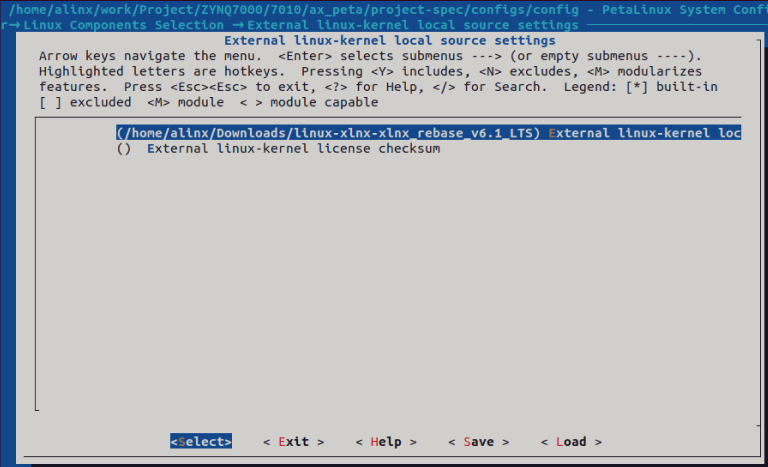 /home/alinx/work/Project/ZYNQ7000/7010/ax_peta/project-spec/configs/config - PetaLinux System Confi
r→Linux Components Selection →External linux-kernel local source settings
External linux-kernel local source settings
Arrow keys navigate the menu.  <Enter> selects submenus ---> (or empty submenus ----).
Highlighted letters are hotkeys.  Pressing <Y> includes, <N> excludes, <M> modularizes
features.  Press <Esc><Esc> to exit, <?> for Help, </> for Search.  Legend: [*] built-in
[ ] excluded  <M> module  < > module capable
(/home/alinx/Downloads/linux-xlnx-xlnx_rebase_v6.1_LTS) External linux-kernel loc
()  External linux-kernel license checksum
<Select>    < Exit >    < Help >    < Save >    < Load >